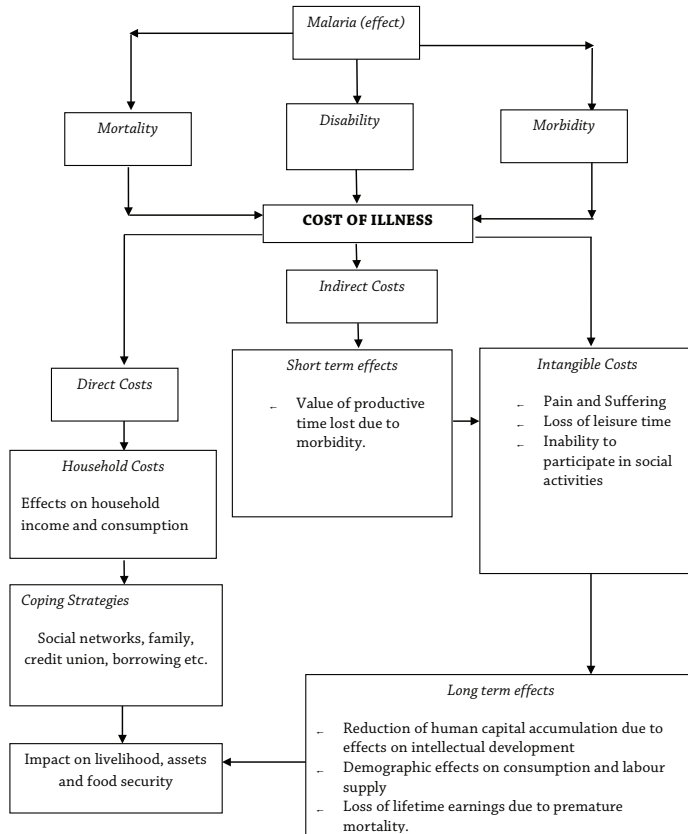 Malaria (effect)
Mortality
Disability
Morbidity
COST OF ILLNESS
Indirect Costs
Direct Costs
Short term effects
← Value of productive
time lost due to
morbidity.
Intangible Costs
← Pain and Suffering
← Loss of leisure time
← Inability to
participate in social
activities
Household Costs
Effects on household
income and consumption
Coping Strategies
Social networks, family,
credit union, borrowing etc.
Impact on livelihood, assets
and food security
Long term effects
← Reduction of human capital accumulation due to
effects on intellectual development
← Demographic effects on consumption and labour
supply
← Loss of lifetime earnings due to premature
mortality.